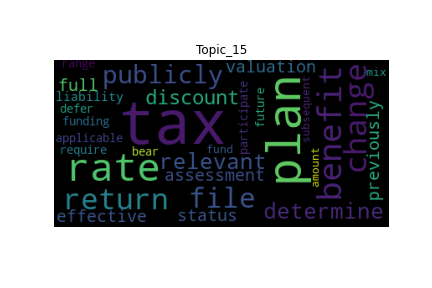 Topic_15
range
publicly
valuation
mix
full
liability
discount
defer
funding
tax
participate
future
plan
subsequent
benefit
change
previously
applicable
require
bear
fund
rate
relevant
assessment
amount
return
file
determine
effective
status